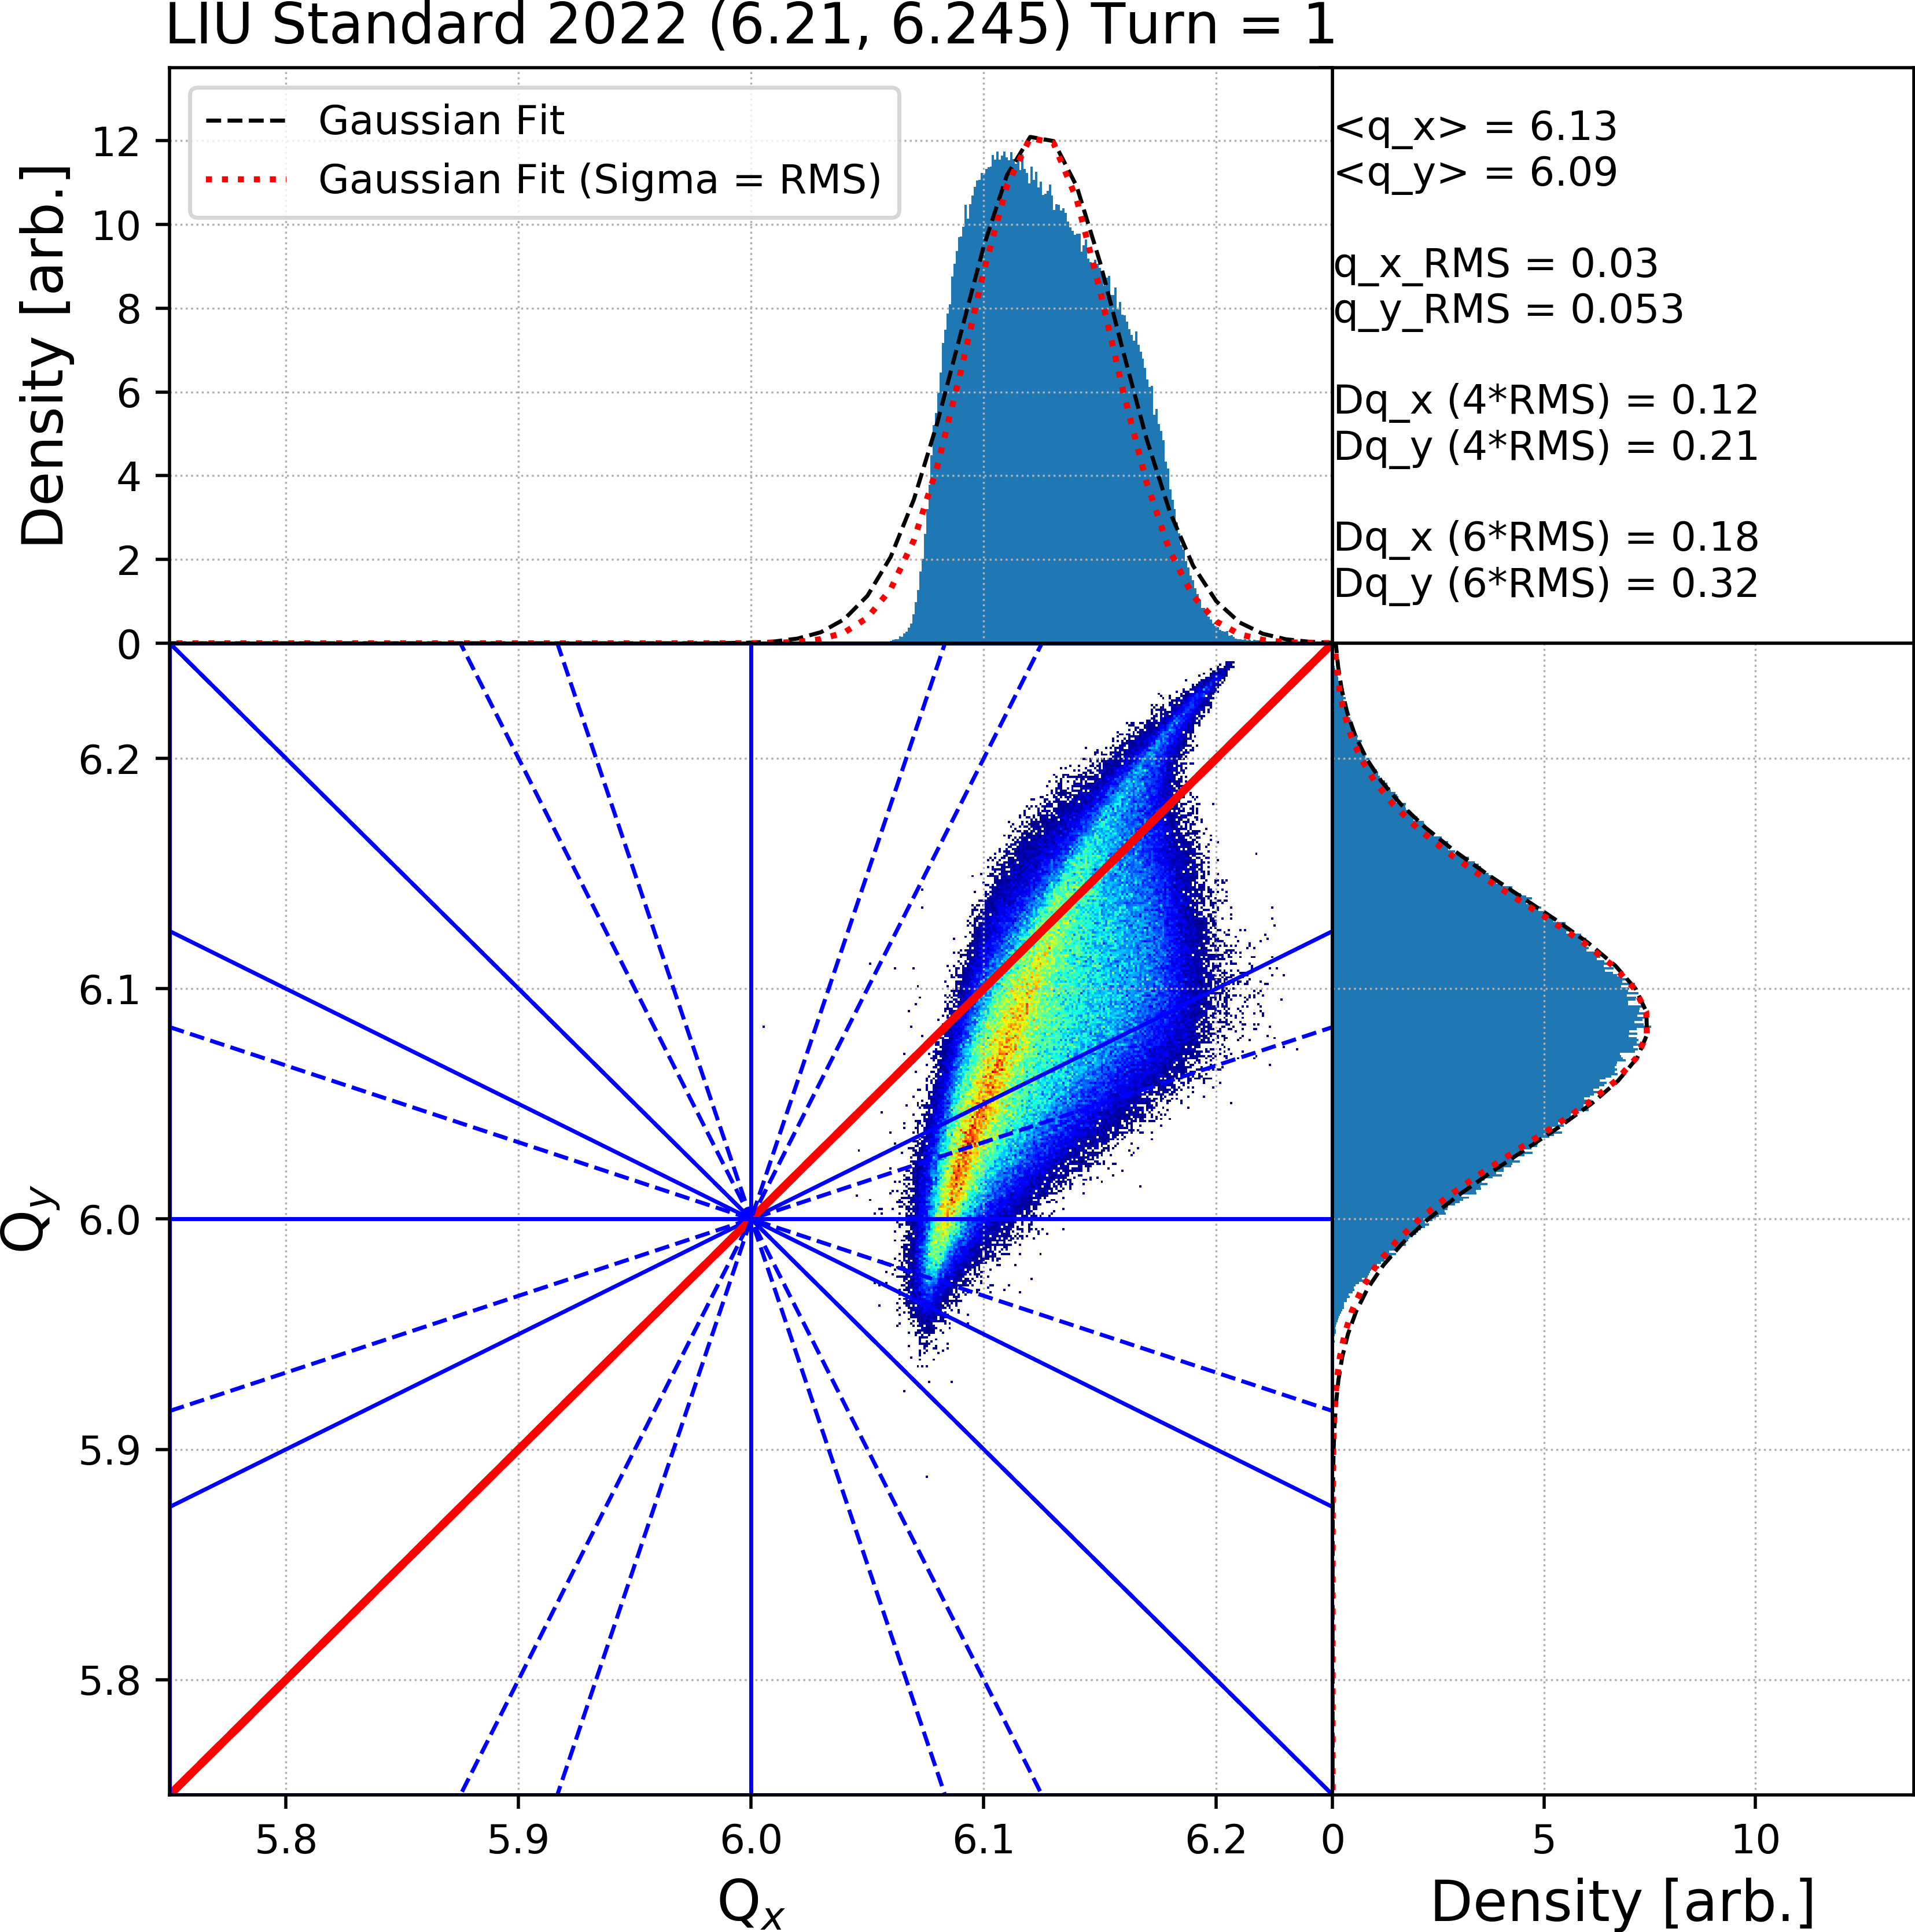 LIU Standard 2022 (6.21, 6.245) Turn = 1
Gaussian Fit
Gaussian Fit (Sigma = RMS)
Density [arb.]
12
10
8
6
4
2
0
<q_x> = 6.13
<q_y> = 6.09
q_x_RMS = 0.03
q_y_RMS = 0.053
Dq_x (4*RMS) = 0.12
Dq_y (4*RMS) = 0.21
Dq_x (6*RMS) = 0.18
Dq_y (6*RMS) = 0.32
Qy
6.2
6.1
6.0
5.9
5.8
5.8 5.9 6.0 6.1 6.2
Qx
0 5 10
Density [arb.]